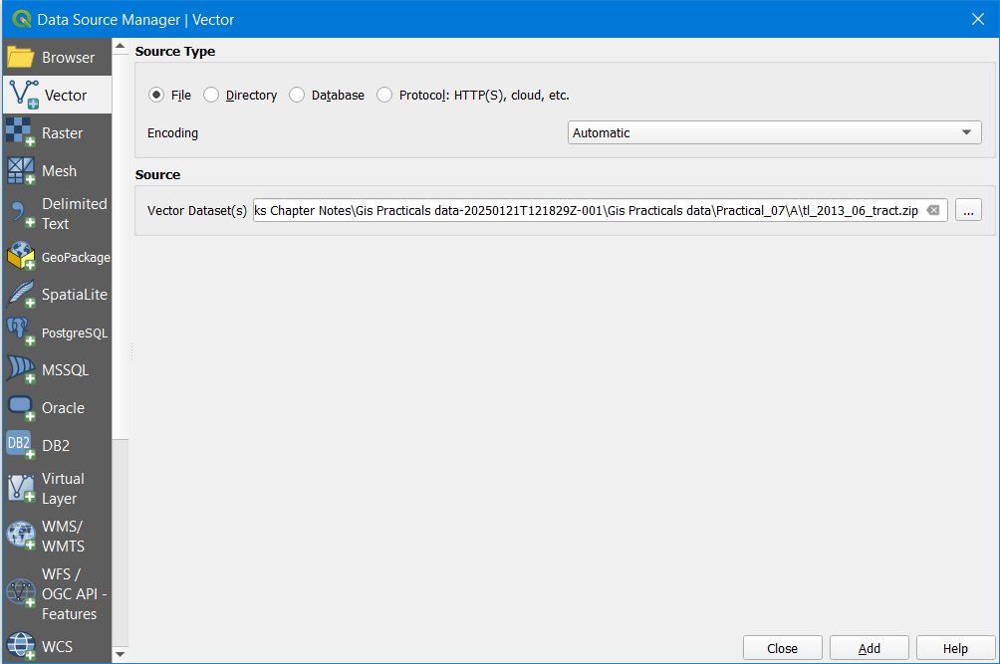 Data Source Manager | Vector
Browser
Vector
Raster
Mesh
Delimited
Text
GeoPackage
SpatiaLite
PostgreSQL
MSSQL
Oracle
DB2
DB2
Virtual
Layer
WMS/
WMTS
WFS /
OGC API -
Features
WCS
Source Type
File Directory Database Protocol: HTTP(S), cloud, etc.
Encoding Automatic
Source
Vector Dataset(s) ks Chapter Notes\Gis Practicals data-20250121T121829Z-001\Gis Practicals data\Practical_07\A\tl_2013_06_tract.zip ...
Close Add Help